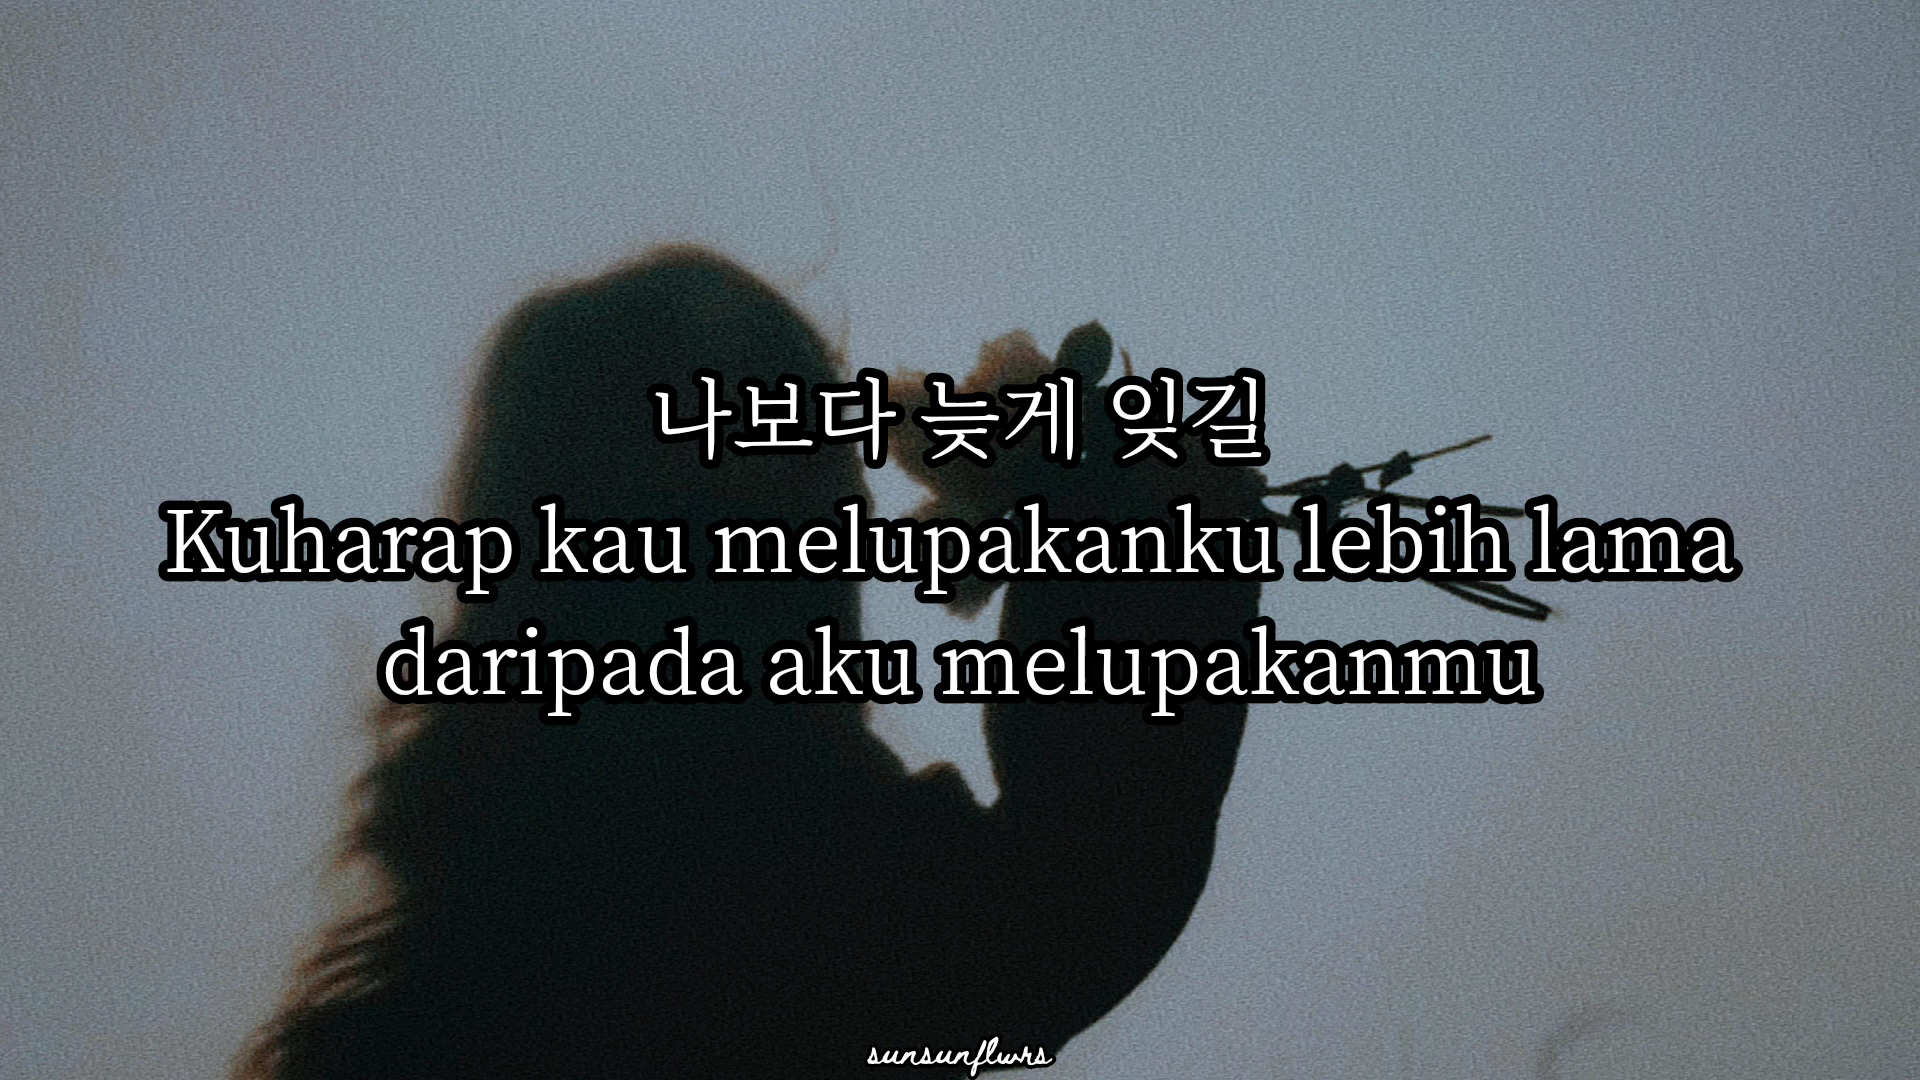 나보다 늦게 잊길
Kuharap kau melupakanku lebih lama
daripada aku melupakanmu
sunsunflwrs